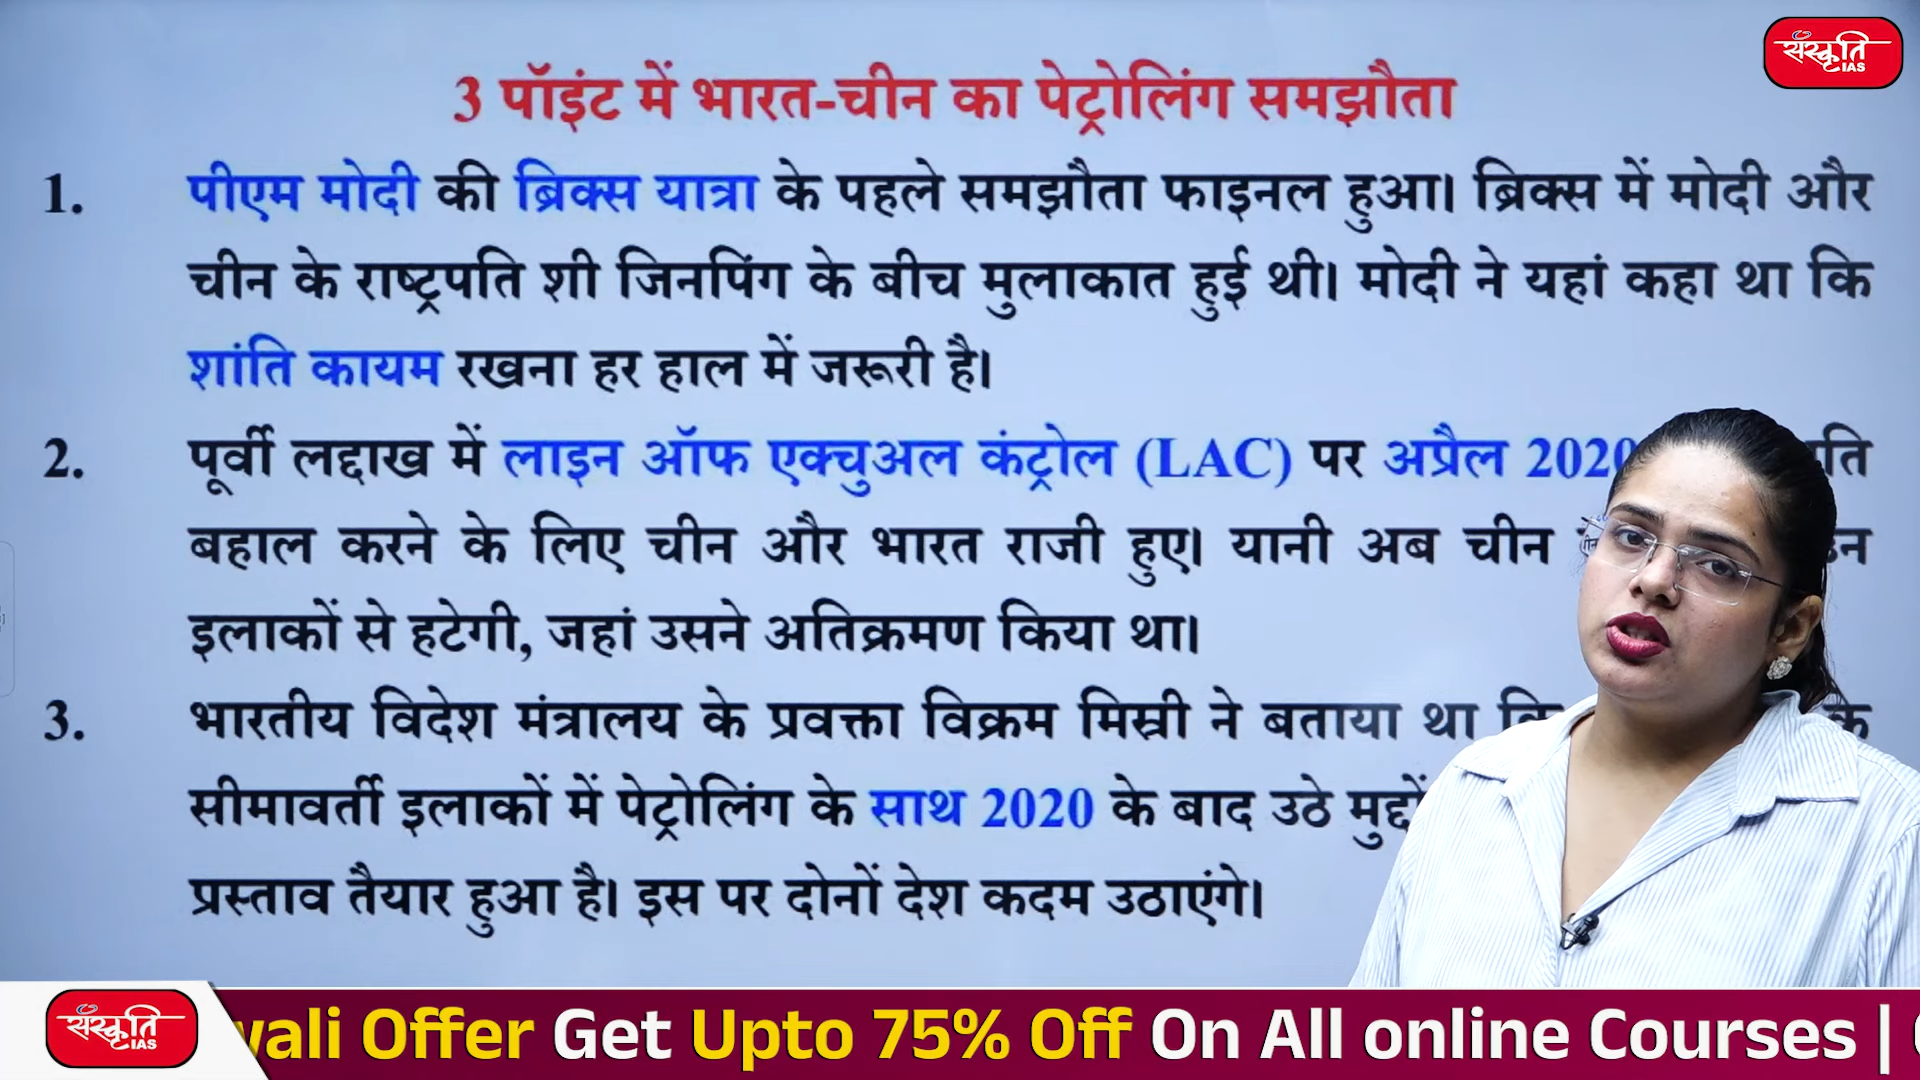 संस्कृति
IAS
3 पॉइंट में भारत-चीन का पेट्रोलिंग समझौता
1. पीएम मोदी की ब्रिक्स यात्रा के पहले समझौता फाइनल हुआ। ब्रिक्स में मोदी और
चीन के राष्ट्रपति शी जिनपिंग के बीच मुलाकात हुई थी। मोदी ने यहां कहा था कि
शांति कायम रखना हर हाल में जरूरी है।
2. पूर्वी लद्दाख में लाइन ऑफ एक्चुअल कंट्रोल (LAC) पर अप्रैल 2020
बहाल करने के लिए चीन और भारत राजी हुए। यानी अब चीन
इलाकों से हटेगी, जहां उसने अतिक्रमण किया था।
3. भारतीय विदेश मंत्रालय के प्रवक्ता विक्रम मिस्री ने बताया था कि
सीमावर्ती इलाकों में पेट्रोलिंग के साथ 2020 के बाद उठे मुद्दों
प्रस्ताव तैयार हुआ है। इस पर दोनों देश कदम उठाएंगे।
संस्कृति
IAS
wali Offer Get Upto 75% Off On All online Courses |